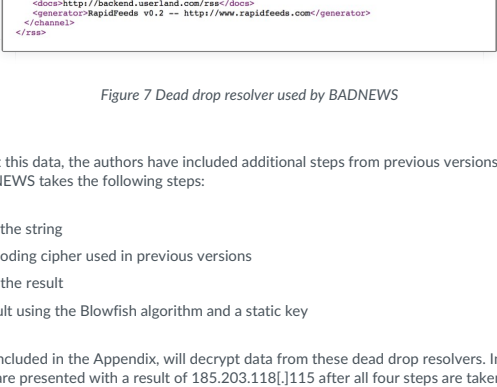 <docs>http://backend.userland.com/rss</docs>
<generator>RapidFeeds v0.2 -- http://www.rapidfeeds.com</generator>
</channel>
</rss>
Figure 7 Dead drop resolver used by BADNEWS
t this data, the authors have included additional steps from previous versions
NEWS takes the following steps:
the string
oding cipher used in previous versions
the result
ult using the Blowfish algorithm and a static key
ncluded in the Appendix, will decrypt data from these dead drop resolvers. In
are presented with a result of 185.203.118[.]115 after all four steps are taken